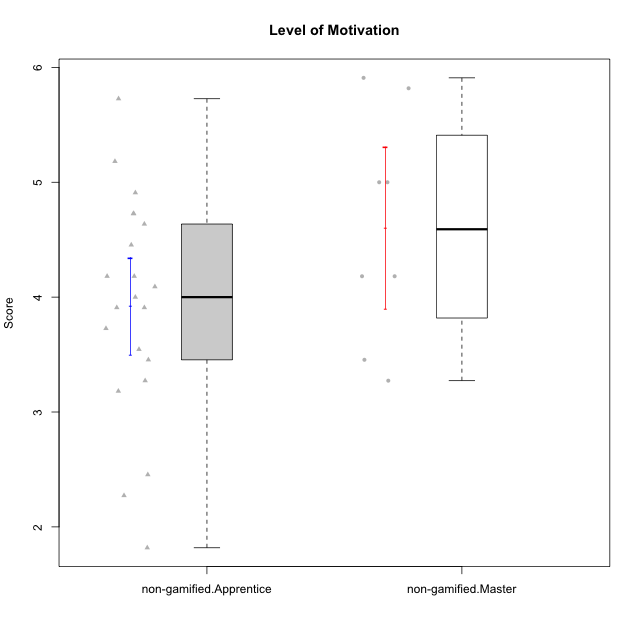 Level of Motivation
Score
6
5
4
3
2
non-gamified.Apprentice
non-gamified.Master